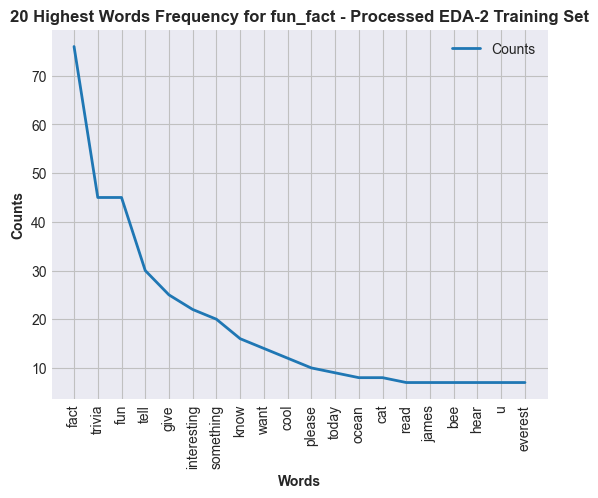 20 Highest Words Frequency for fun_fact - Processed EDA-2 Training Set
Counts
70
60
50
40
30
20
10
Counts
fact
trivia
fun
tell
give
interesting
something
know
want
cool
please
today
ocean
cat
read
james
bee
hear
u
everest
Words